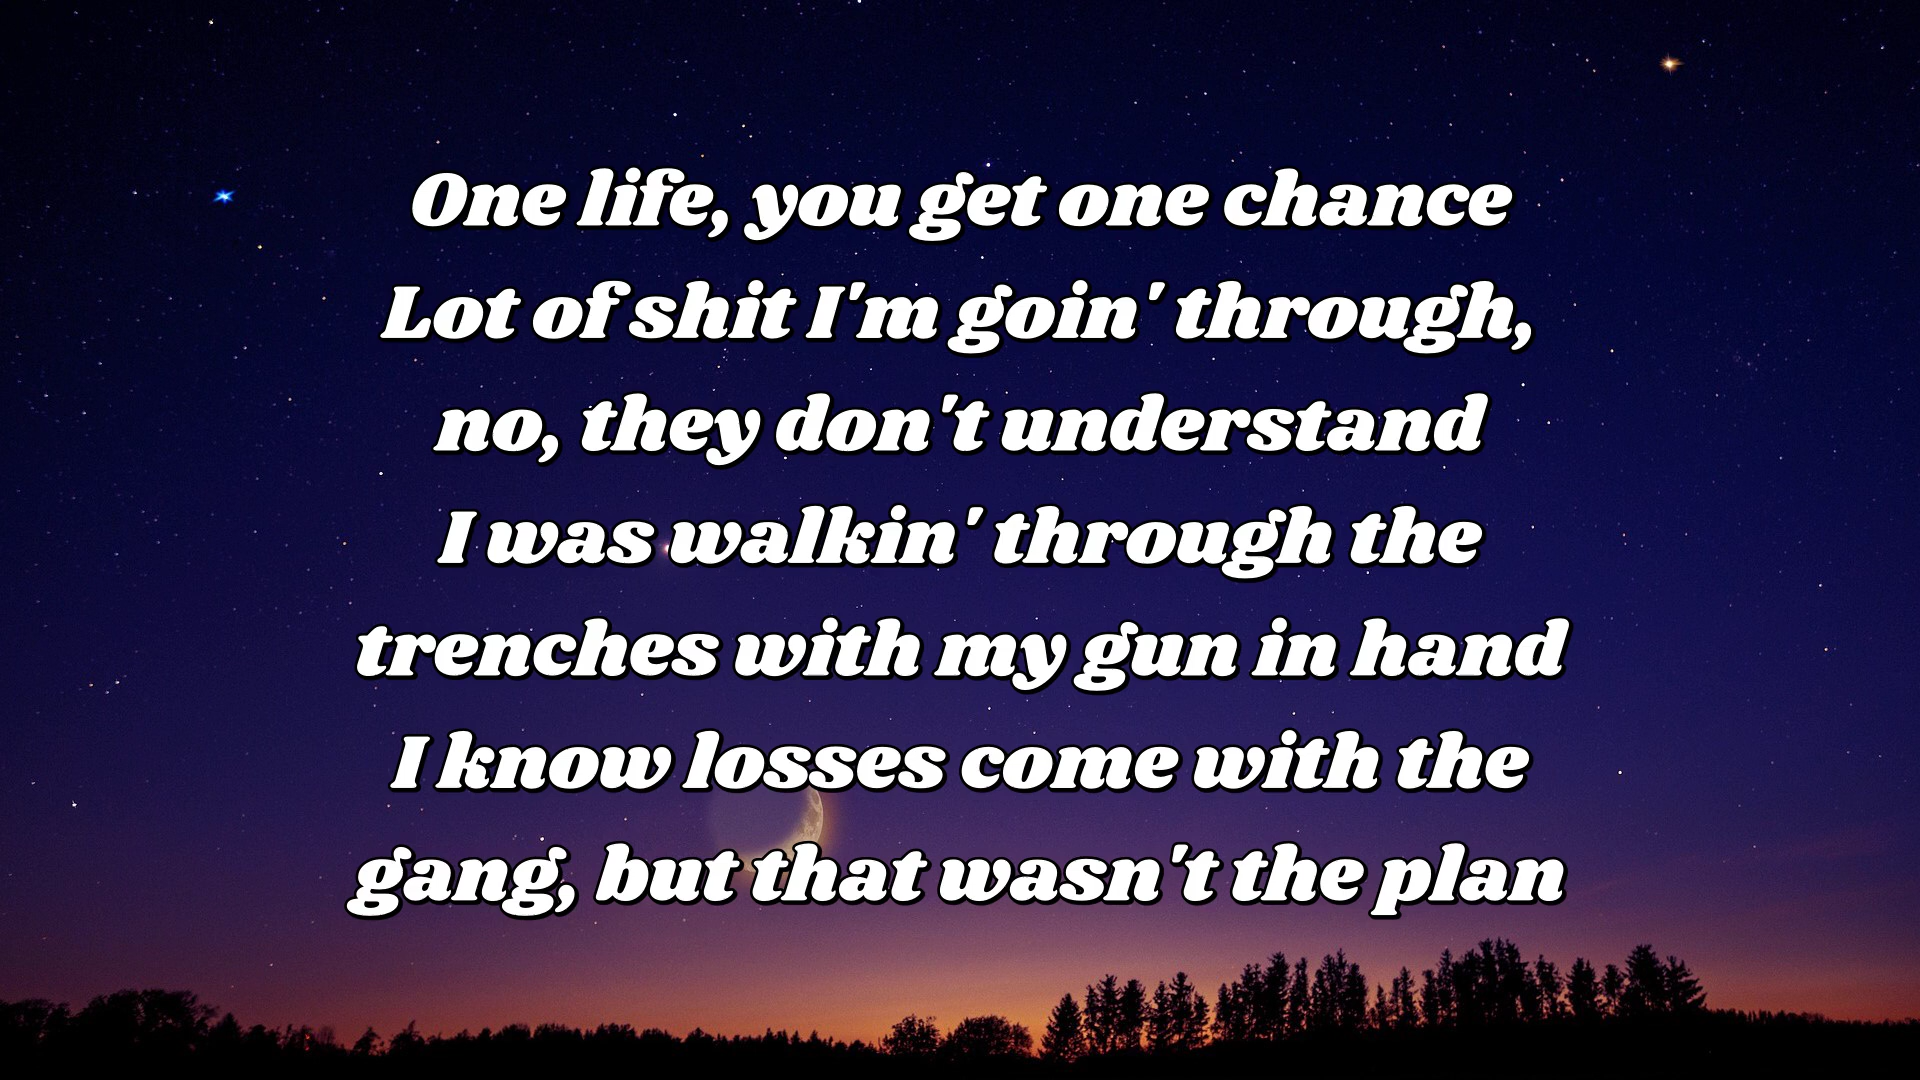 One life, you get one chance
Lot of shit I'm goin' through,
no, they don't understand
I was walkin' through the
trenches with my gun in hand
I know losses come with the
gang, but that wasn't the plan